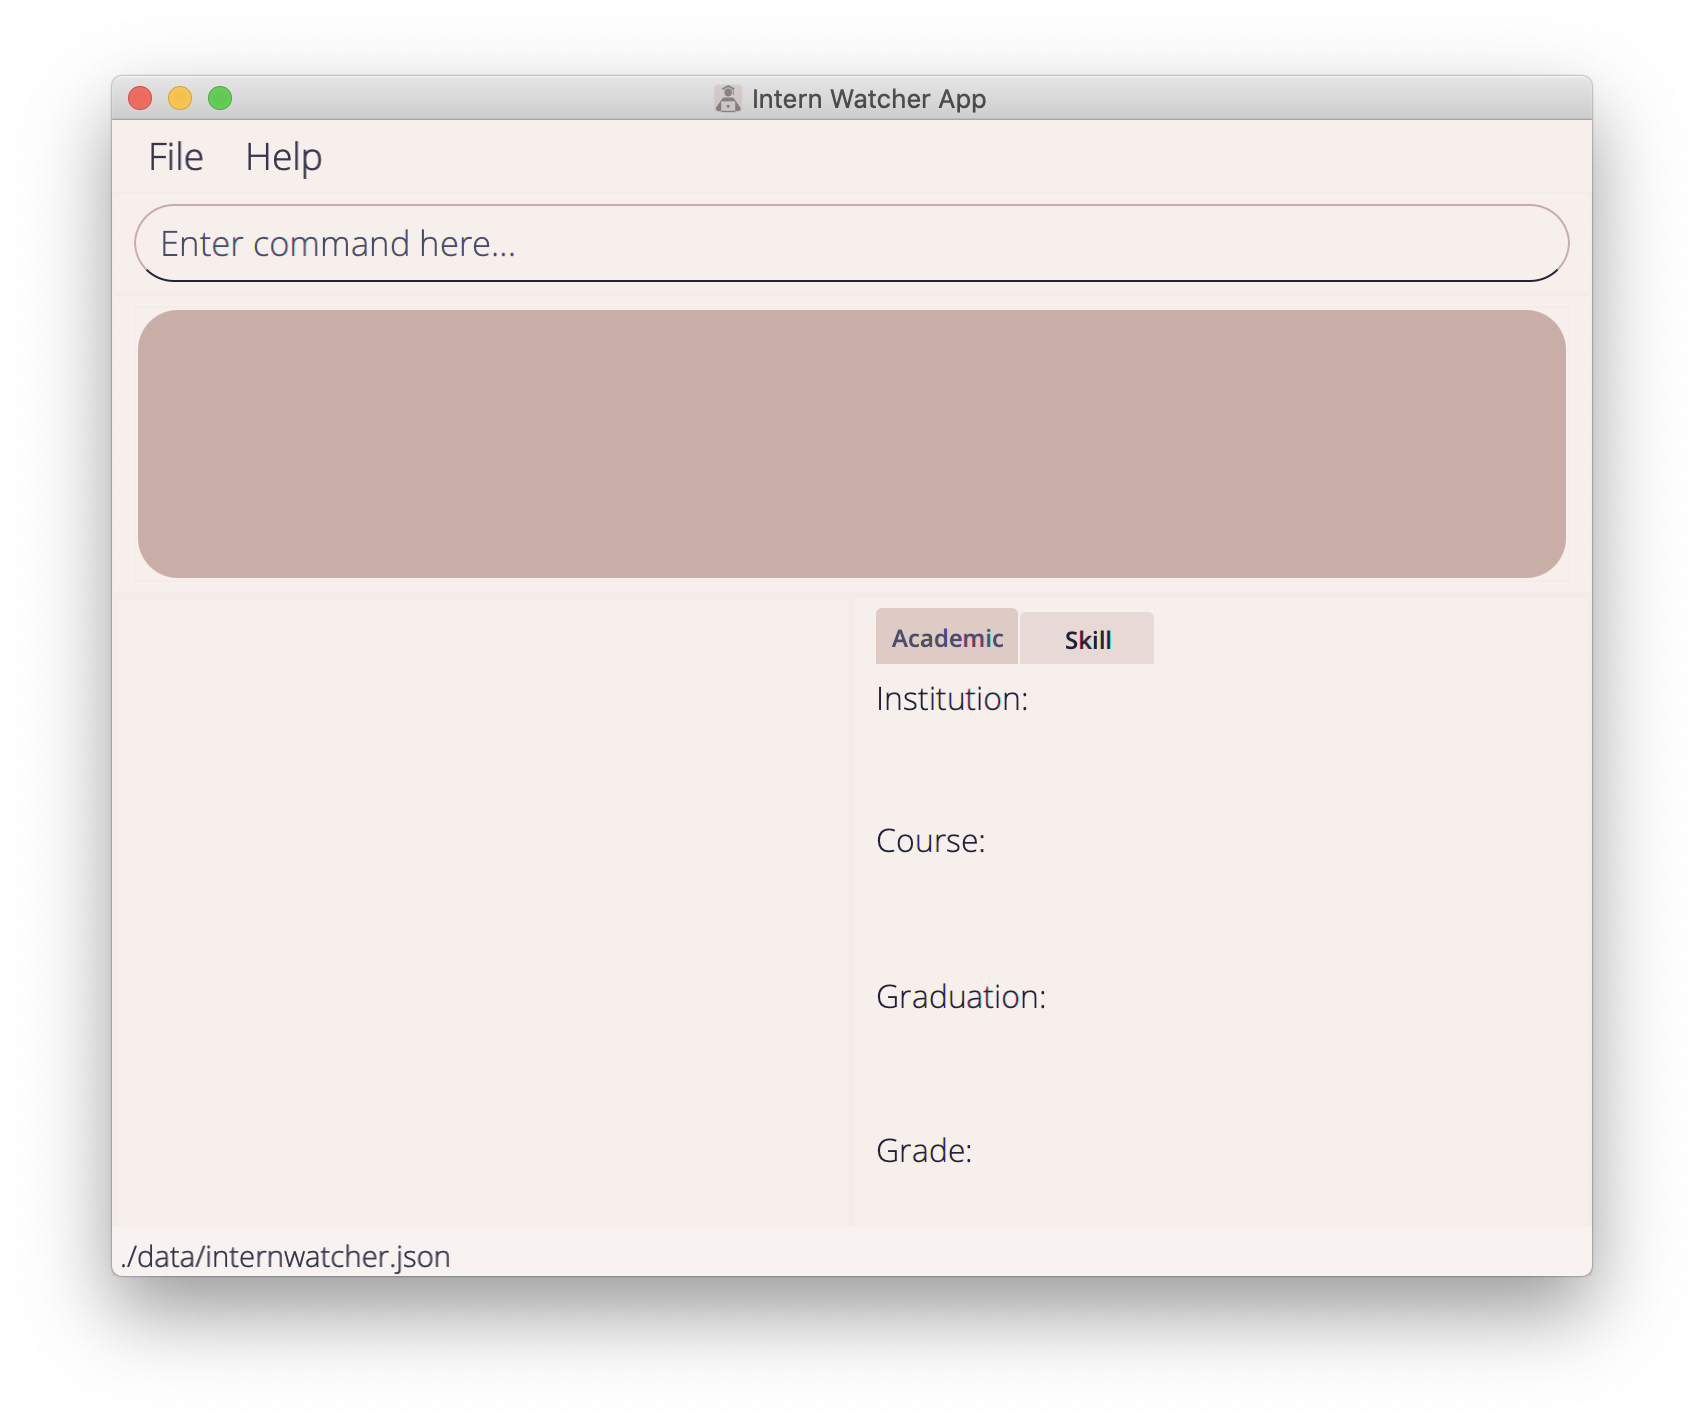 Intern Watcher App
File Help
Enter command here...
Academic Skill
Institution:
Course:
Graduation:
Grade:
./data/internwatcher.json